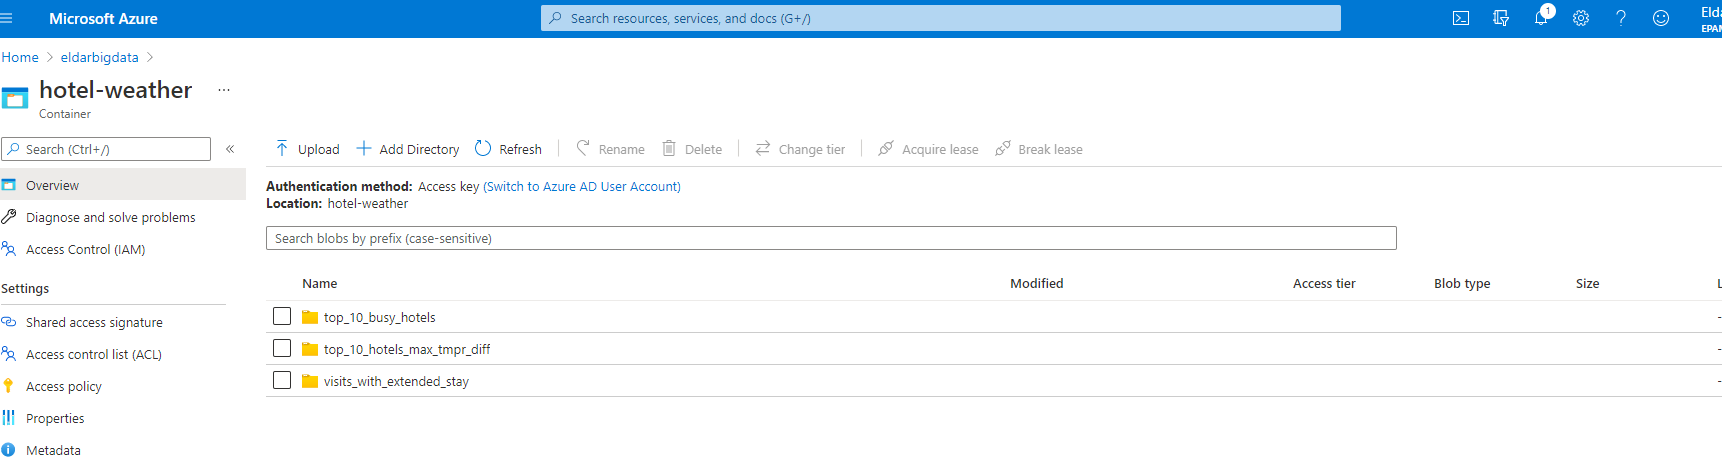 Microsoft Azure
Search resources, services, and docs (G+/)
1
Home > eldarbigdata >
hotel-weather ...
Container
Search (Ctrl+/) «
Overview
Diagnose and solve problems
Access Control (IAM)
Settings
Shared access signature
Access control list (ACL)
Access policy
Properties
Metadata
Upload Add Directory Refresh Rename Delete Change tier Acquire lease Break lease
Authentication method: Access key (Switch to Azure AD User Account)
Location: hotel-weather
Search blobs by prefix (case-sensitive)
Name Modified Access tier Blob type Size
top_10_busy_hotels -
top_10_hotels_max_tmpr_diff -
visits_with_extended_stay -